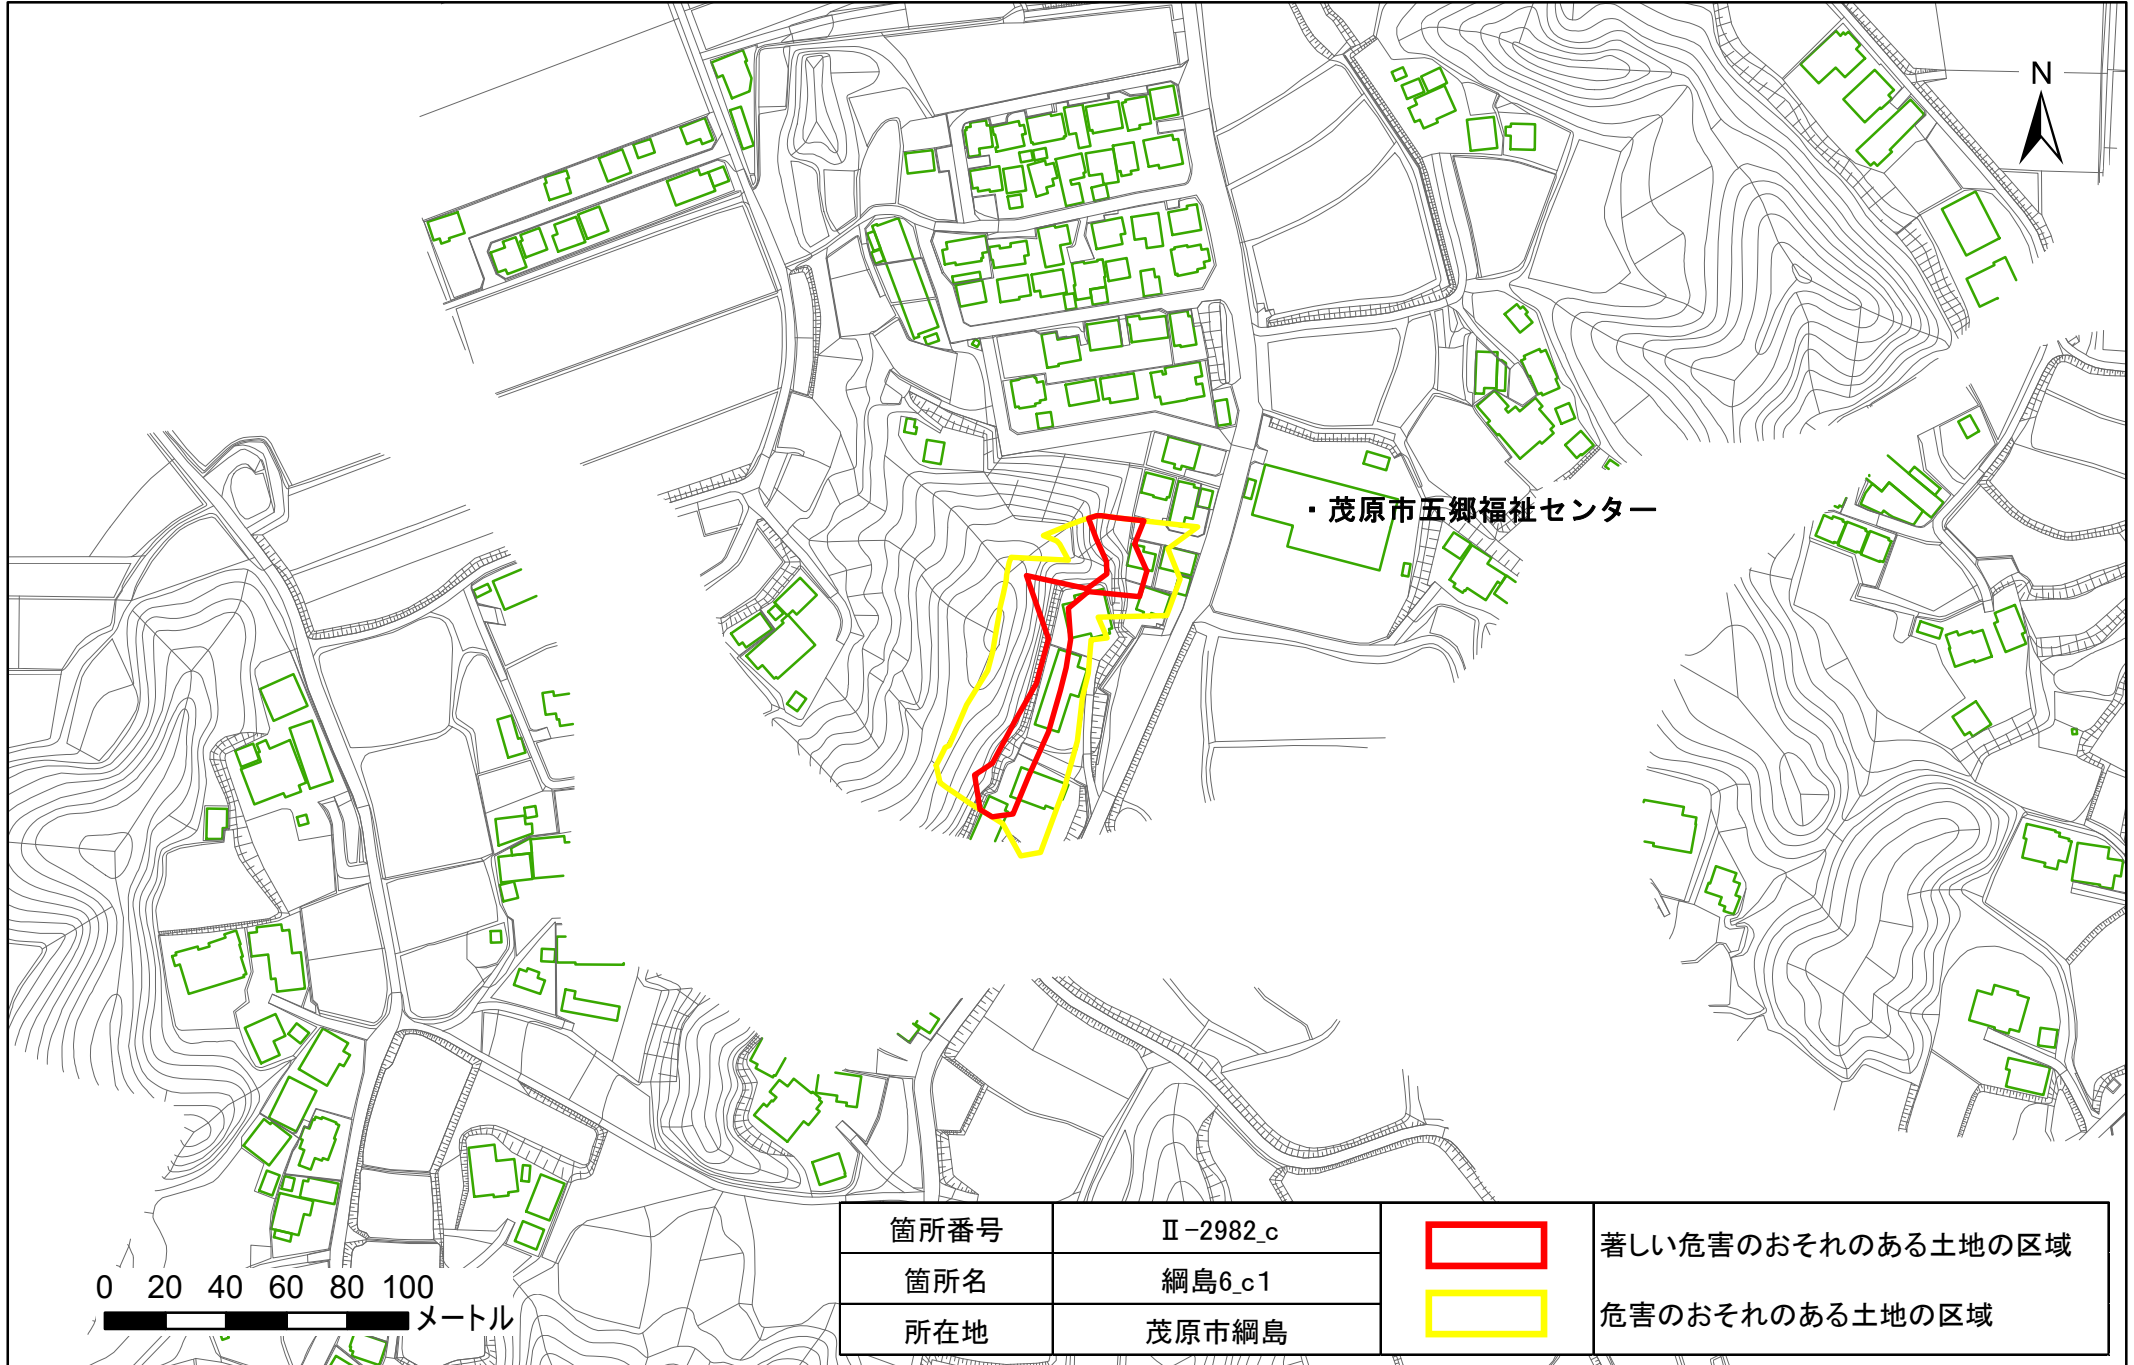 N
・茂原市五郷福祉センター
0 20 40 60 80 100
メートル
箇所番号 Ⅱ-2982_c
箇所名 綱島6_c1
所在地 茂原市綱島
著しい危害のおそれのある土地の区域
危害のおそれのある土地の区域